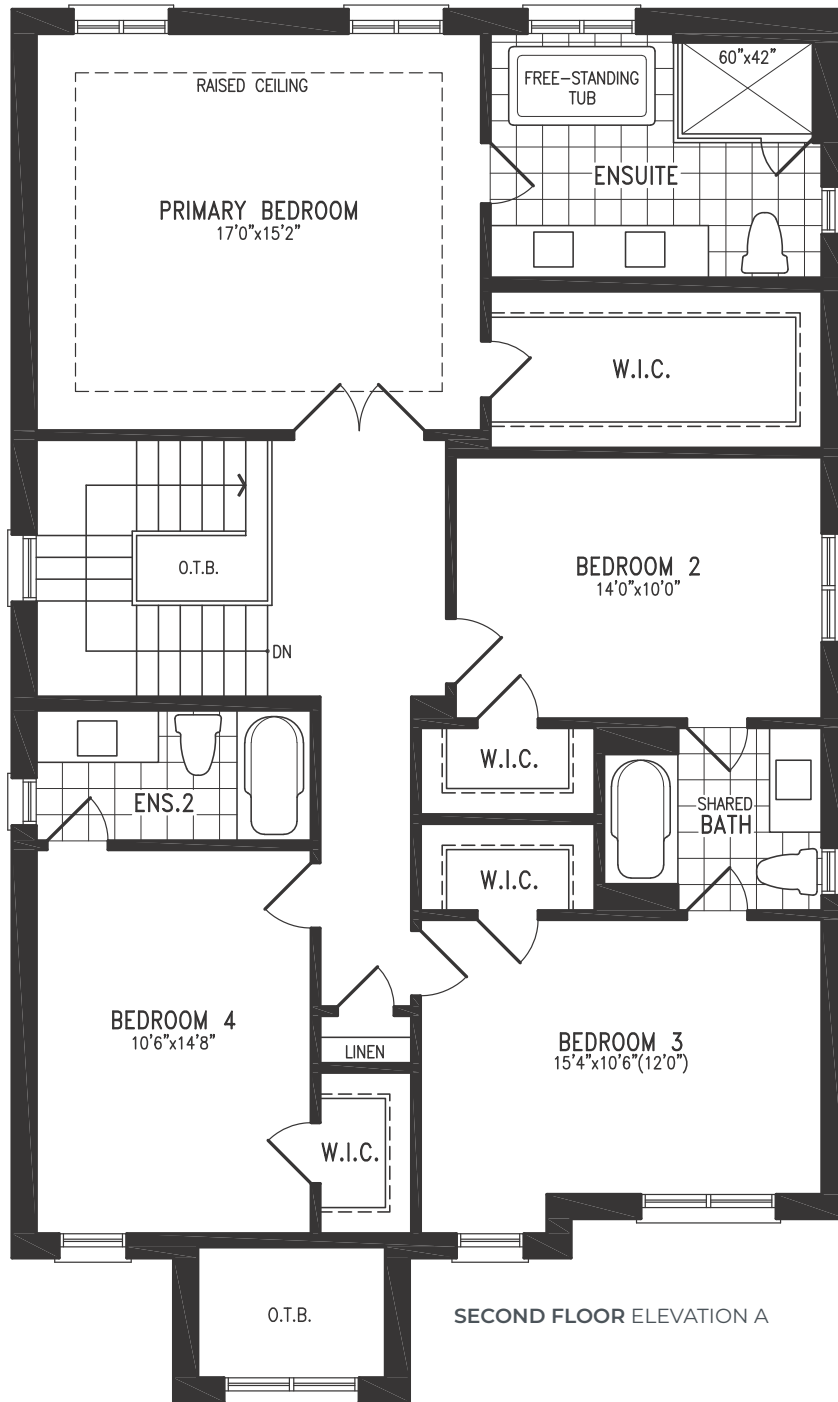 RAISED CEILING
PRIMARY BEDROOM
17'0"x15'2"
FREE-STANDING
TUB
60"x42"
ENSUITE
W.I.C.
O.T.B.
DN
BEDROOM 2
14'0"x10'0"
W.I.C.
ENS.2
SHARED
BATH
W.I.C.
BEDROOM 4
10'6"x14'8"
LINEN
BEDROOM 3
15'4"x10'6"(12'0")
W.I.C.
O.T.B.
SECOND FLOOR ELEVATION A